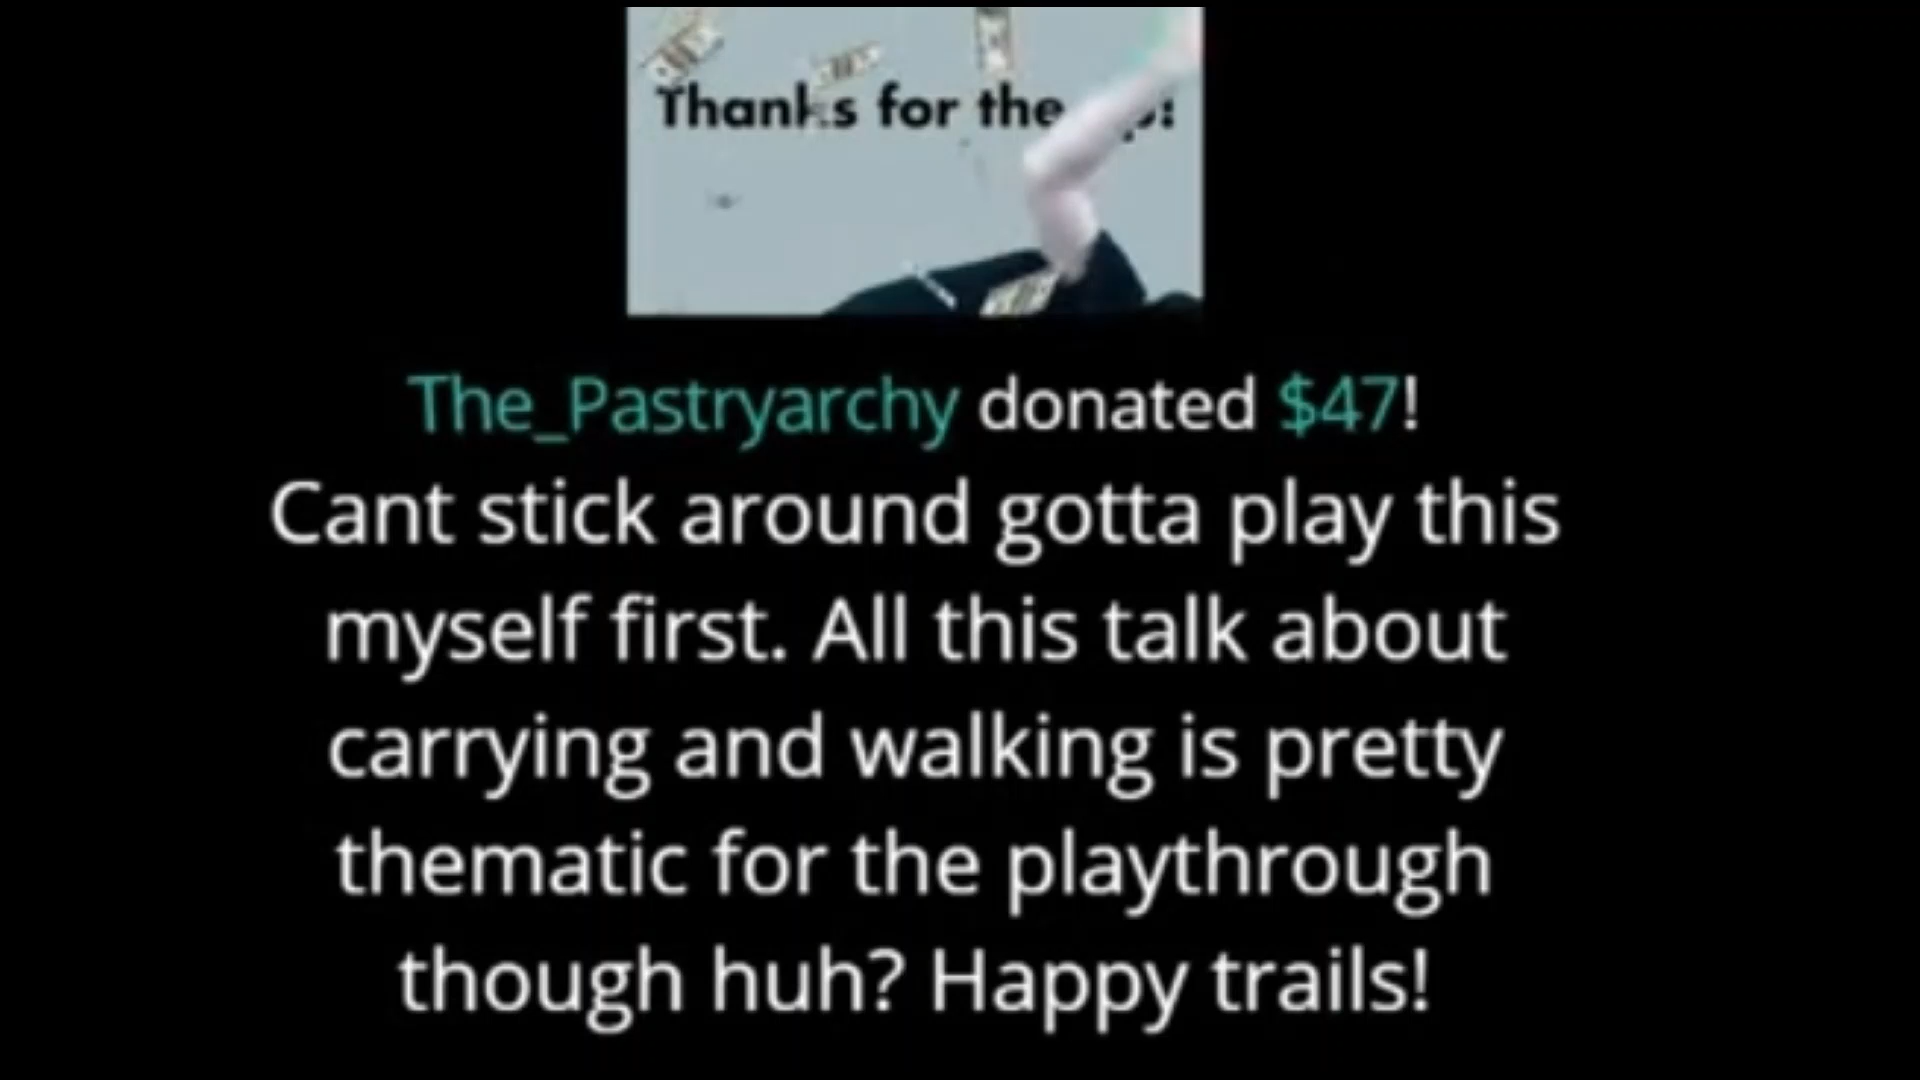 Thanks for the
The_Pastryarchy donated $47!
Cant stick around gotta play this
myself first. All this talk about
carrying and walking is pretty
thematic for the playthrough
though huh? Happy trails!